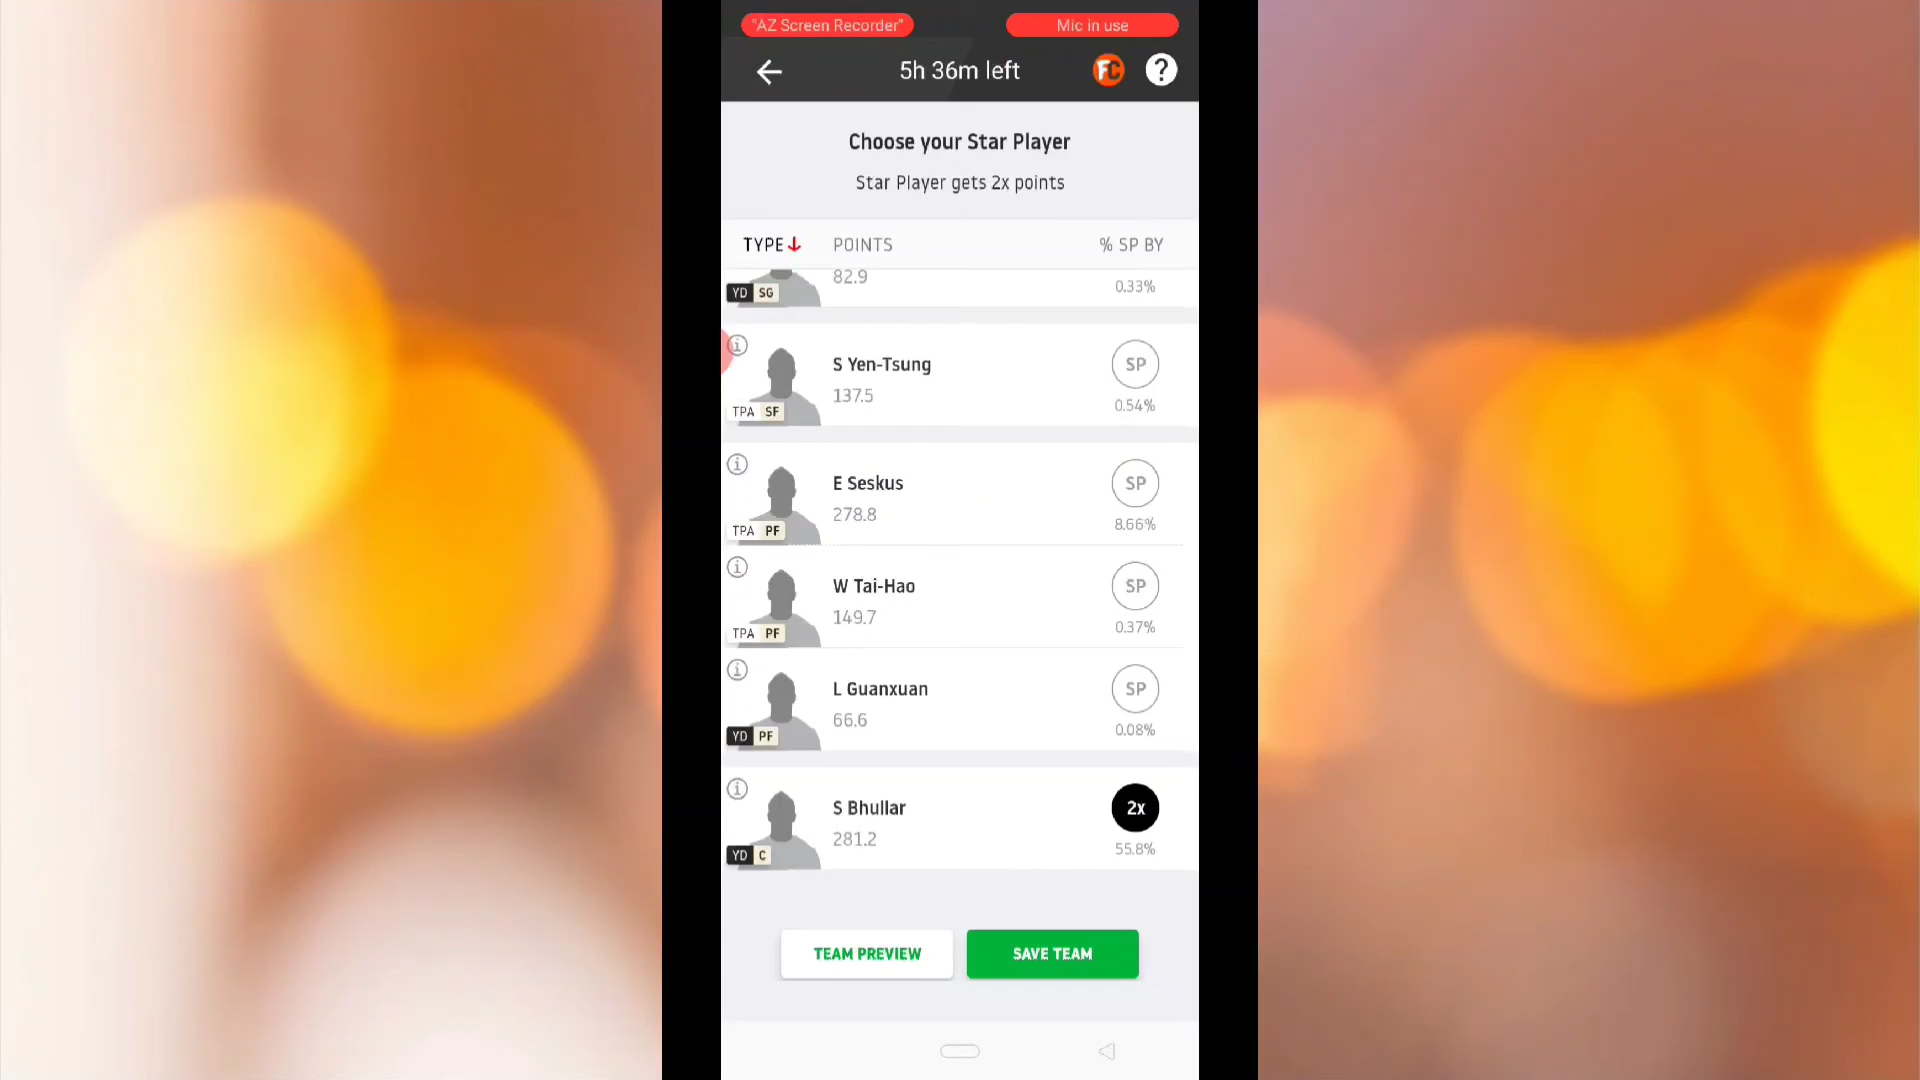 "AZ Screen Recorder"
Mic in use
5h 36m left
FC
?
Choose your Star Player
Star Player gets 2x points
TYPE
POINTS
% SP BY
82.9
0.33%
YD SG
S Yen-Tsung
SP
137.5
0.54%
TPA SF
E Seskus
SP
278.8
8.66%
TPA PF
W Tai-Hao
SP
149.7
0.37%
TPA PF
L Guanxuan
SP
66.6
0.08%
YD PF
S Bhullar
2x
281.2
55.8%
YD C
TEAM PREVIEW
SAVE TEAM